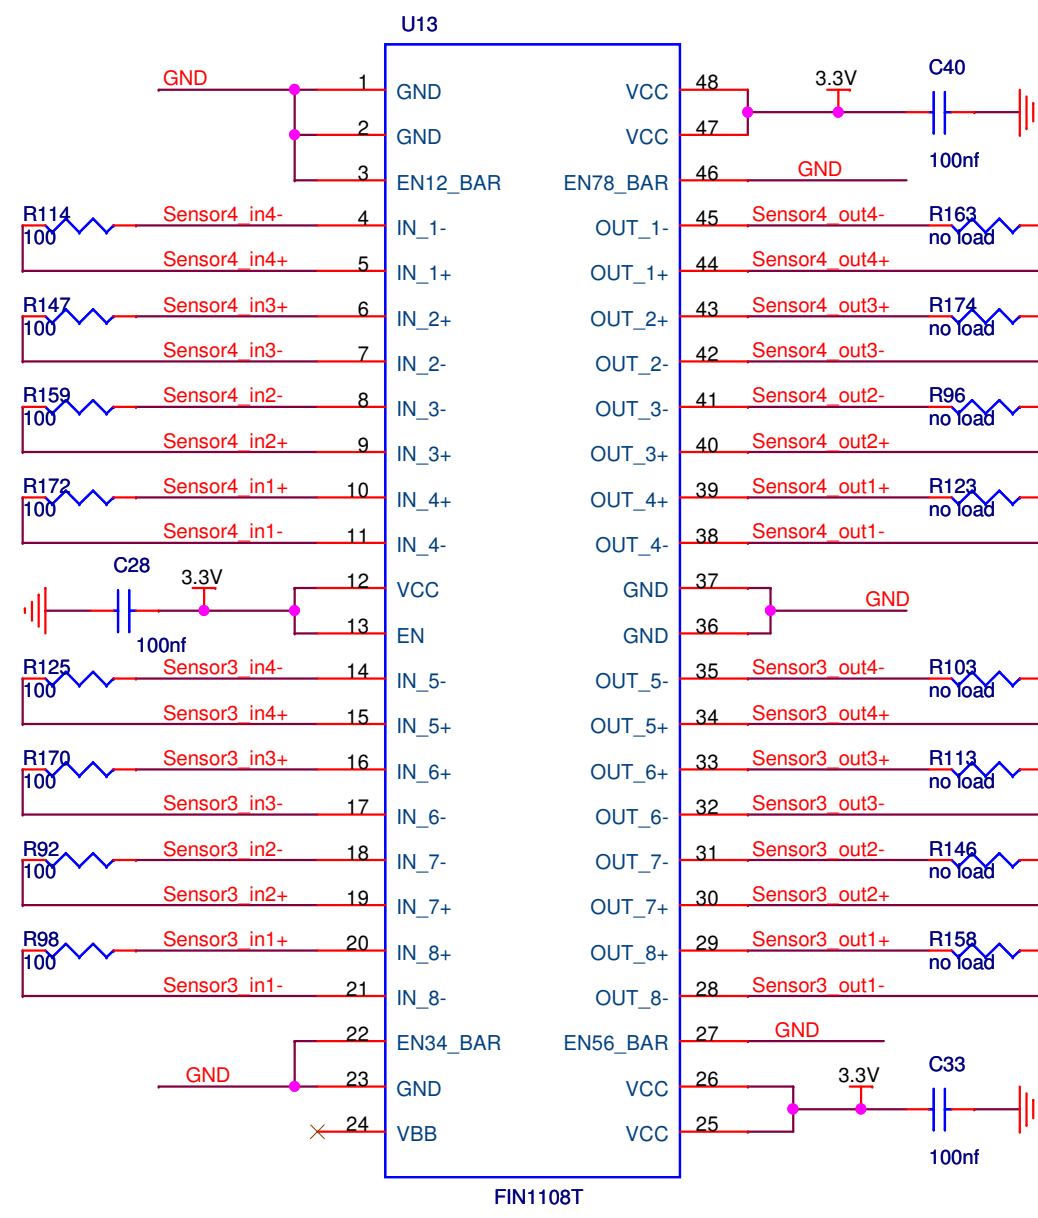 U13
GND 1 GND VCC 48 3.3V C40
2 GND VCC 47
100nf
3 EN12_BAR EN78_BAR 46 GND
R114 Sensor4_in4- 4 IN_1- OUT_1- 45 Sensor4_out4- R163
100 no load
Sensor4_in4+ 5 IN_1+ OUT_1+ 44 Sensor4_out4+
R147 Sensor4_in3+ 6 IN_2+ OUT_2+ 43 Sensor4_out3+ R174
100 no load
Sensor4_in3- 7 IN_2- OUT_2- 42 Sensor4_out3-
R159 Sensor4_in2- 8 IN_3- OUT_3- 41 Sensor4_out2- R96
100 no load
Sensor4_in2+ 9 IN_3+ OUT_3+ 40 Sensor4_out2+
R172 Sensor4_in1+ 10 IN_4+ OUT_4+ 39 Sensor4_out1+ R123
100 no load
Sensor4_in1- 11 IN_4- OUT_4- 38 Sensor4_out1-
C28 3.3V 12 VCC GND 37
GND
13 EN GND 36
100nf
R125 Sensor3_in4- 14 IN_5- OUT_5- 35 Sensor3_out4- R103
100 no load
Sensor3_in4+ 15 IN_5+ OUT_5+ 34 Sensor3_out4+
R170 Sensor3_in3+ 16 IN_6+ OUT_6+ 33 Sensor3_out3+ R113
100 no load
Sensor3_in3- 17 IN_6- OUT_6- 32 Sensor3_out3-
R92 Sensor3_in2- 18 IN_7- OUT_7- 31 Sensor3_out2- R146
100 no load
Sensor3_in2+ 19 IN_7+ OUT_7+ 30 Sensor3_out2+
R98 Sensor3_in1+ 20 IN_8+ OUT_8+ 29 Sensor3_out1+ R158
100 no load
Sensor3_in1- 21 IN_8- OUT_8- 28 Sensor3_out1-
22 EN34_BAR EN56_BAR 27 GND
GND 23 GND VCC 26 3.3V C33
24 VBB VCC 25
100nf
FIN1108T